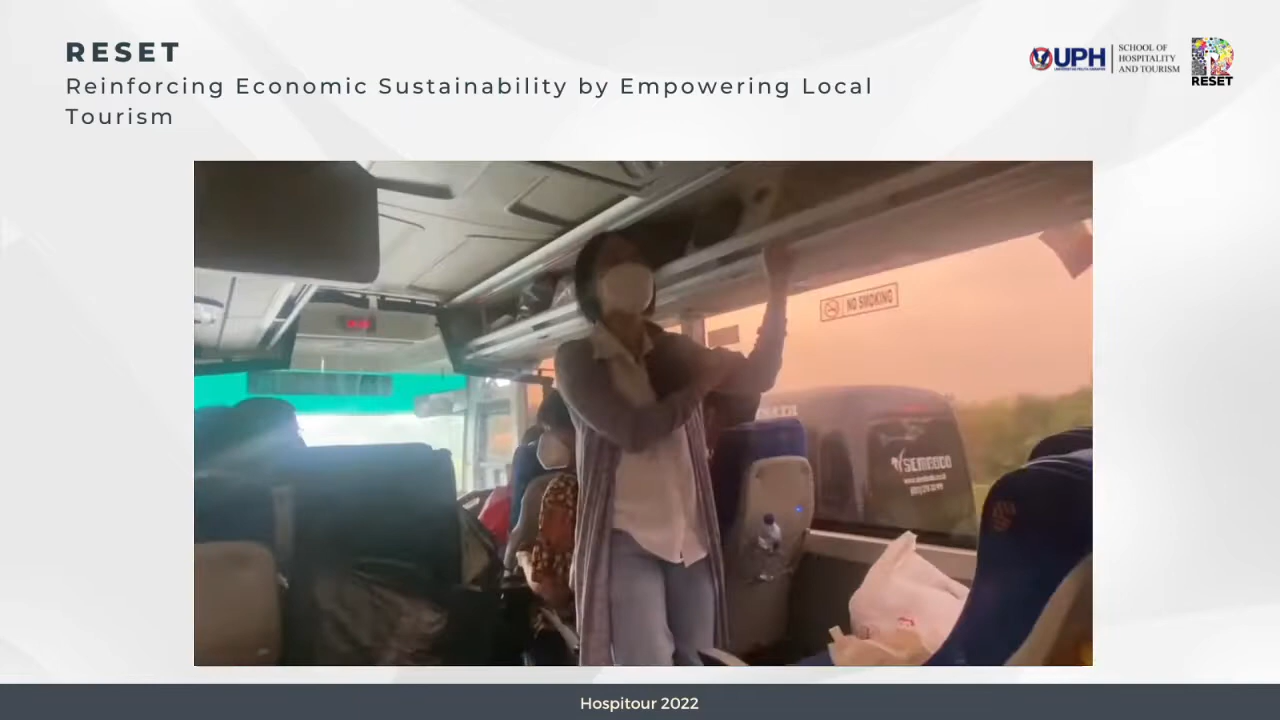 RESET
Reinforcing Economic Sustainability by Empowering Local
Tourism
UPH
SCHOOL OF
HOSPITALITY
AND TOURISM
RESET
NO SMOKING
Hospitour 2022